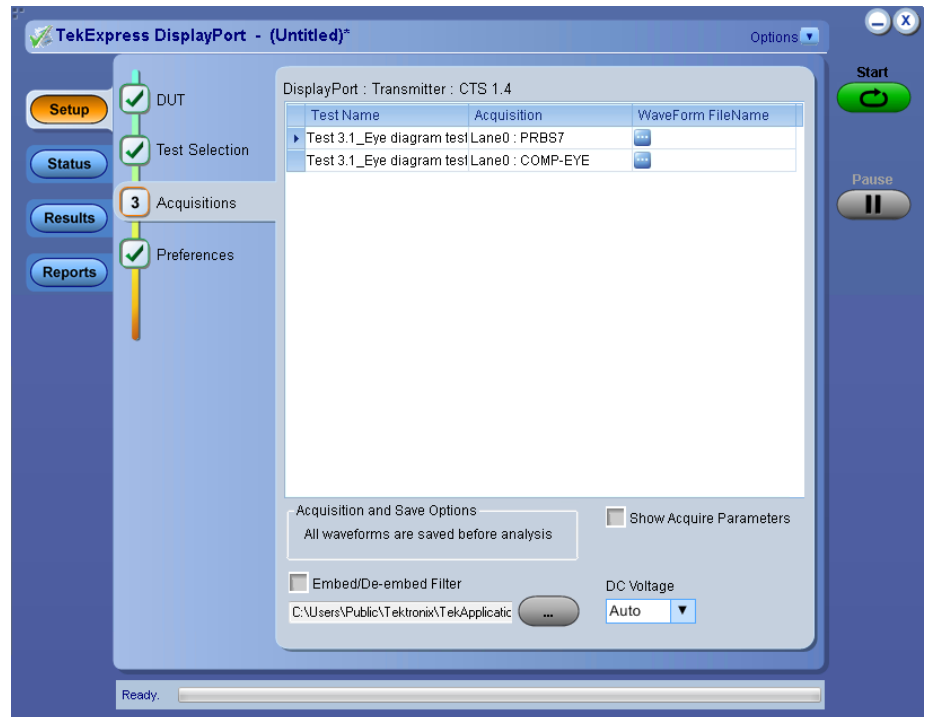 TekExpress DisplayPort - (Untitled)*
Options
X
Start
Setup
DUT
DisplayPort : Transmitter : CTS 1.4
Test Name Acquisition WaveForm FileName
Test 3.1_Eye diagram test Lane0 : PRBS7 ...
Test Selection
Test 3.1_Eye diagram test Lane0 : COMP-EYE ...
Status
Pause
3 Acquisitions
Results
Preferences
Reports
Acquisition and Save Options
All waveforms are saved before analysis
Show Acquire Parameters
Embed/De-embed Filter
DC Voltage
C:\Users\Public\Tektronix\TekApplicatic ...
Auto
Ready.